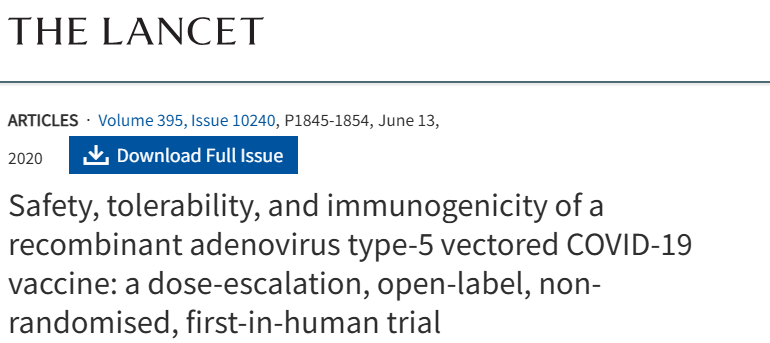 THE LANCET
ARTICLES · Volume 395, Issue 10240, P1845-1854, June 13,
2020 Download Full Issue
Safety, tolerability, and immunogenicity of a
recombinant adenovirus type-5 vectored COVID-19
vaccine: a dose-escalation, open-label, non-
randomised, first-in-human trial